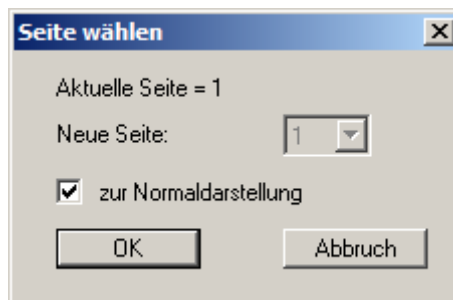 Seite wählen
Aktuelle Seite = 1
Neue Seite: 1
zur Normaldarstellung
OK Abbruch